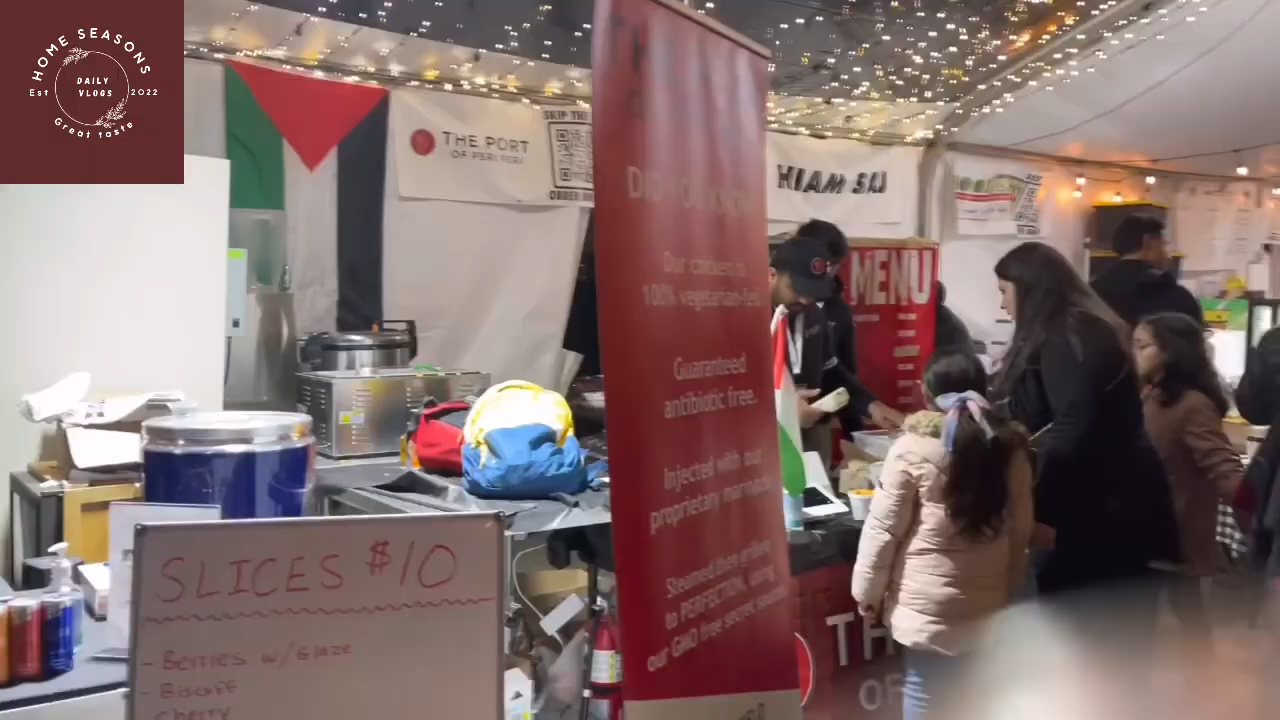 HOME SEASONS
DAILY
VLOGS
Est 2022
Great taste
THE PORT
OF PERI PERI
SKIP THE
HIAM
MENU
Our chicken is
100% vegetarian-fed.
Guaranteed
antibiotic free.
Injected with our
proprietary marinade
Steamed then grilled
to PERFECTION, using
our GMO free secret
SLICES $10
- Berries w/ Glaze
- Biscoff
Cherry
TH
OF